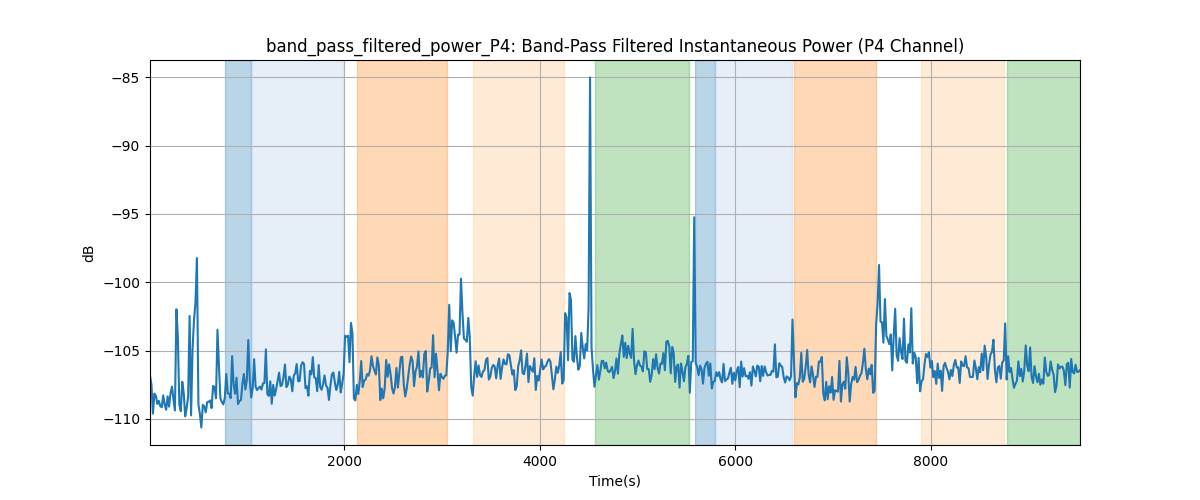 band_pass_filtered_power_P4: Band-Pass Filtered Instantaneous Power (P4 Channel)
−85
−90
−95
−100
−105
−110
dB
2000 4000 6000 8000
Time(s)